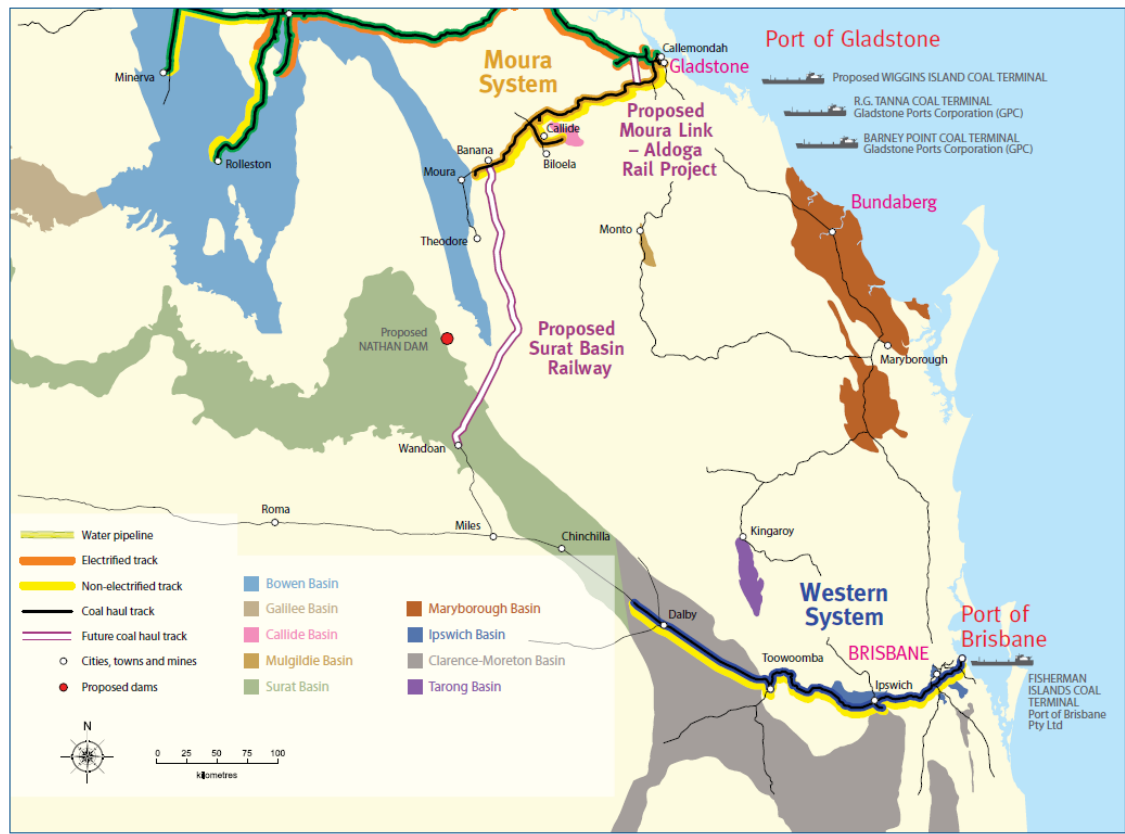 Callemondah
Port of Gladstone
Gladstone
Minerva
Moura
System
Proposed WIGGINS ISLAND COAL TERMINAL
R.G. TANNA COAL TERMINAL
Gladstone Ports Corporation (GPC)
BARNEY POINT COAL TERMINAL
Gladstone Ports Corporation (GPC)
Proposed
Moura Link
– Aldoga
Rail Project
Callide
Banana
Biloela
Rolleston
Moura
Bundaberg
Monto
Theodore
Proposed
NATHAN DAM
Proposed
Surat Basin
Railway
Maryborough
Wandoan
Roma
Miles
Chinchilla
Kingaroy
Western
System
Dalby
Toowoomba
BRISBANE
Ipswich
Port of
Brisbane
FISHERMAN
ISLANDS COAL
TERMINAL
Port of Brisbane
Pty Ltd
Water pipeline
Electrified track
Non-electrified track
Coal haul track
Future coal haul track
Cities, towns and mines
Proposed dams
Bowen Basin
Galilee Basin
Callide Basin
Mulgildie Basin
Surat Basin
Maryborough Basin
Ipswich Basin
Clarence-Moreton Basin
Tarong Basin
N
0 25 50 75 100
kilometres